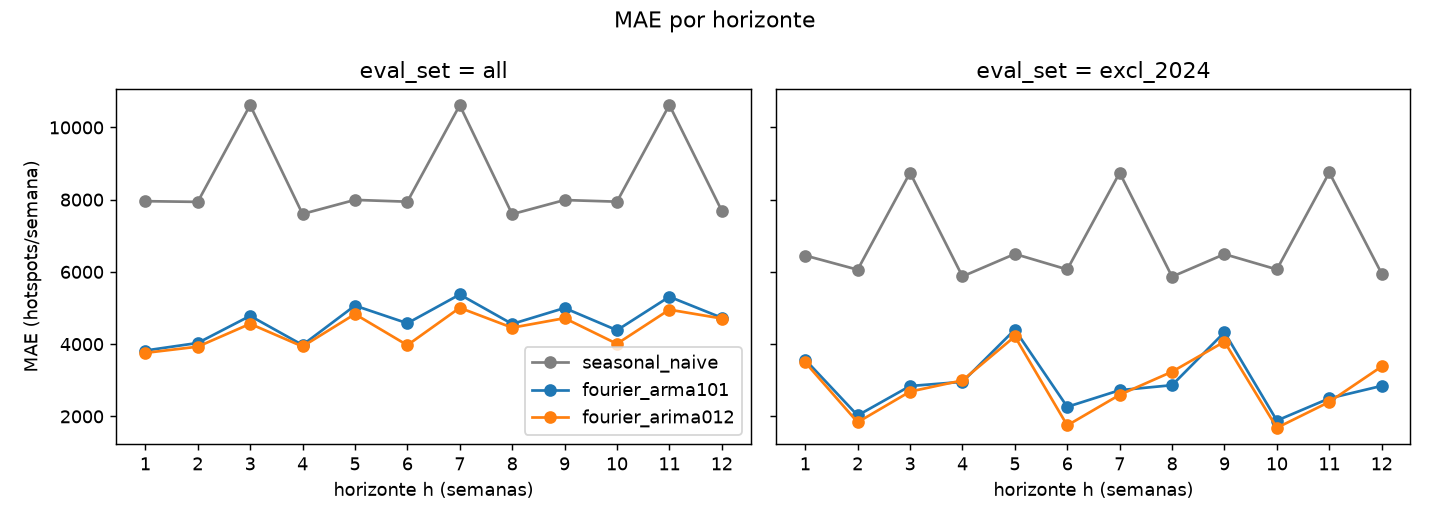 MAE por horizonte
eval_set = all
eval_set = excl_2024
MAE (hotspots/semana)
10000
8000
6000
4000
2000
seasonal_naive
fourier_arma101
fourier_arima012
1 2 3 4 5 6 7 8 9 10 11 12
1 2 3 4 5 6 7 8 9 10 11 12
horizonte h (semanas)
horizonte h (semanas)